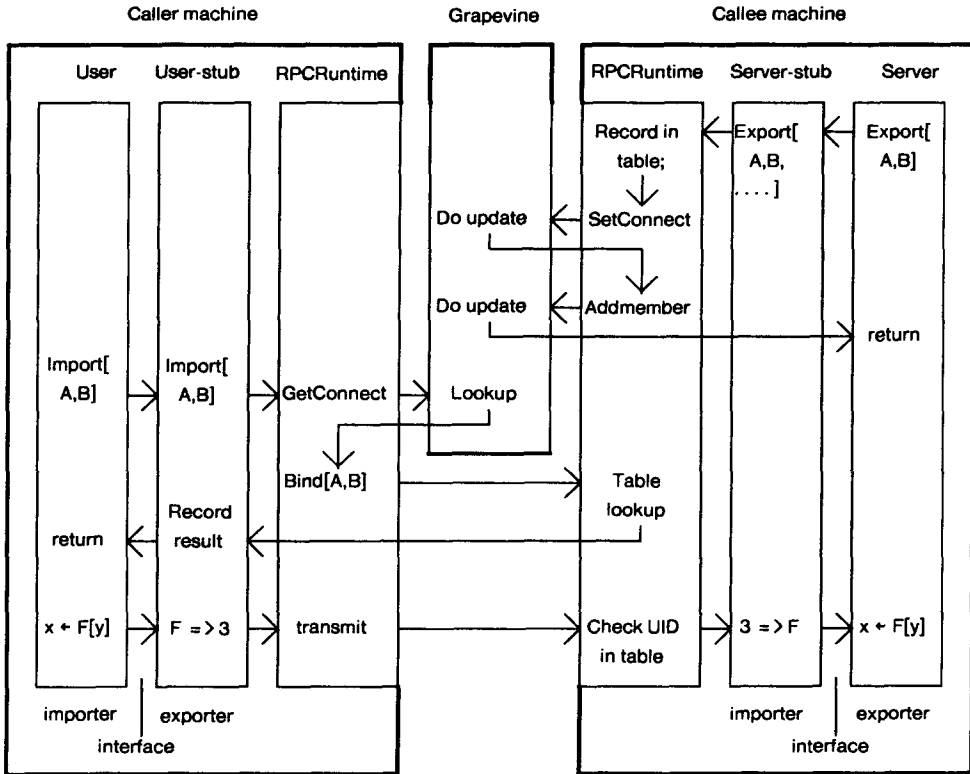 Caller machine Grapevine Callee machine
User User-stub RPCRuntime RPCRuntime Server-stub Server
Record in table;
Export[ A,B, ....]
Export[ A,B]
Do update
SetConnect
Do update
Addmember
return
Import[ A,B]
Import[ A,B]
GetConnect
Lookup
Bind[A,B]
Table lookup
return
Record result
x ← F[y]
F => 3
transmit
Check UID in table
3 => F
x ← F[y]
importer exporter importer exporter
interface interface